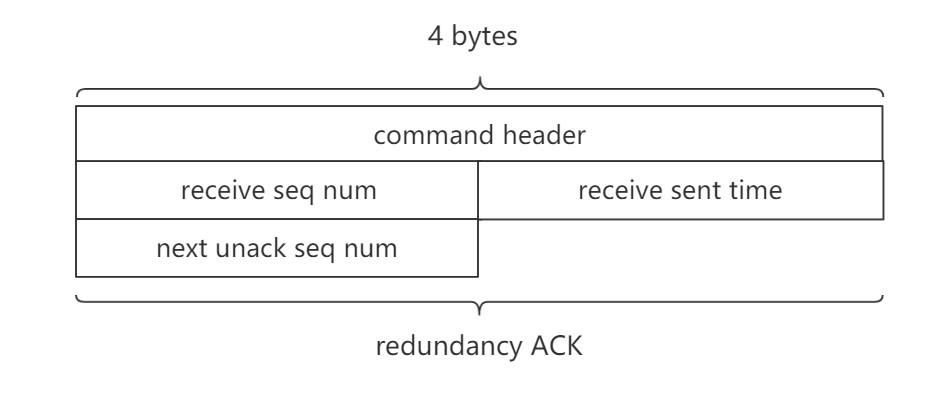 4 bytes
command header
receive seq num
receive sent time
next unack seq num
redundancy ACK